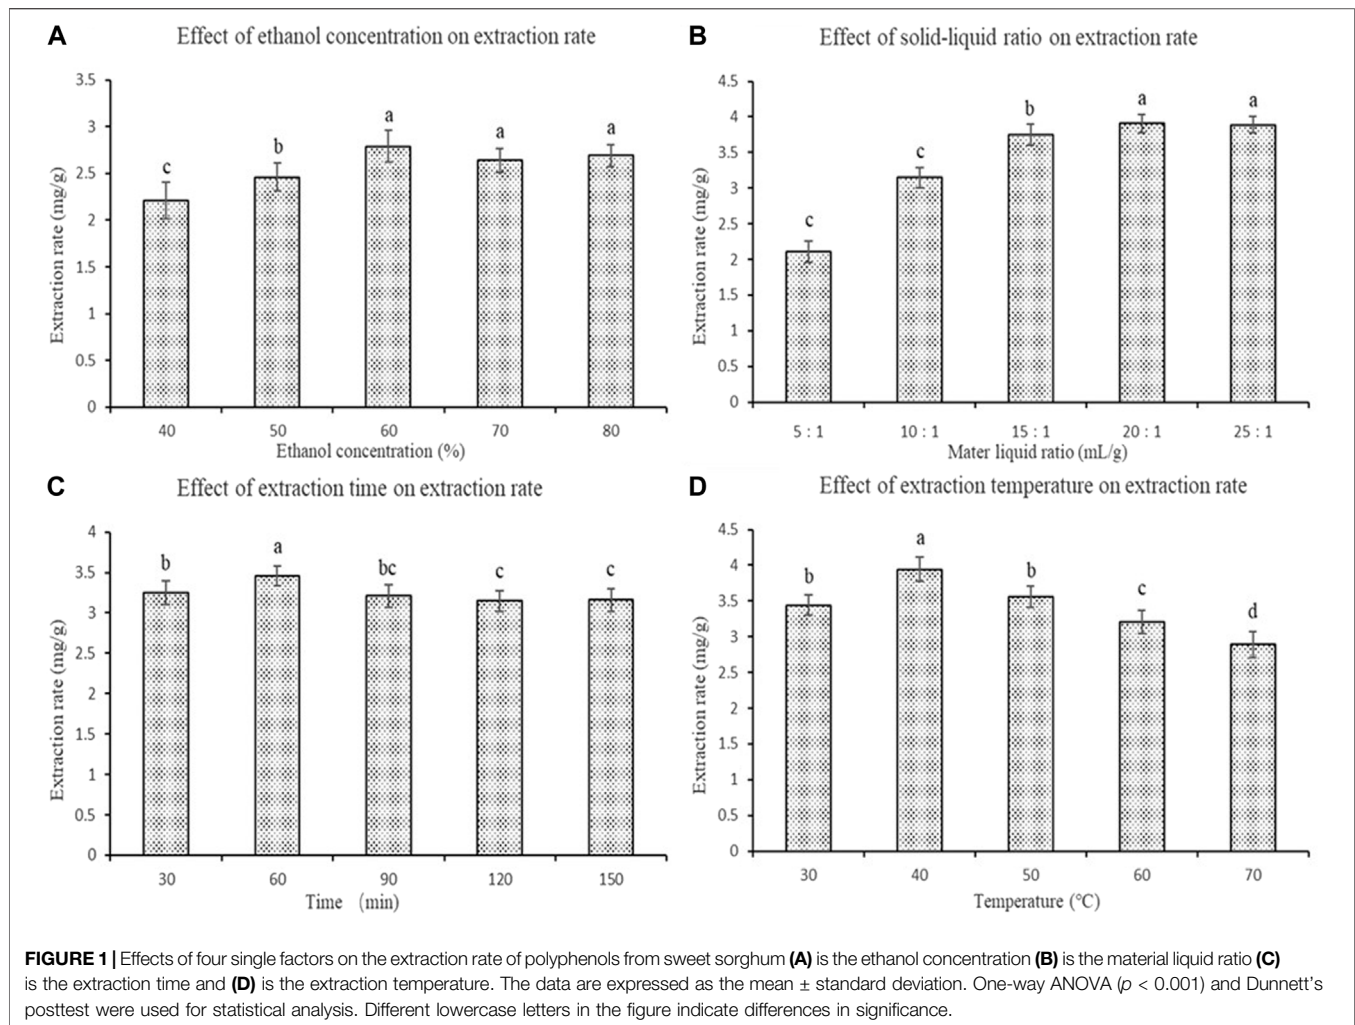 A
Effect of ethanol concentration on extraction rate
Extraction rate (mg/g)
3.5
3
2.5
2
1.5
1
0.5
0
c
b
a
a
a
40 50 60 70 80
Ethanol concentration (%)
B
Effect of solid-liquid ratio on extraction rate
Extraction rate (mg/g)
4.5
4
3.5
3
2.5
2
1.5
1
0.5
0
c
c
b
a
a
5 : 1 10 : 1 15 : 1 20 : 1 25 : 1
Mater liquid ratio (mL/g)
C
Effect of extraction time on extraction rate
Extraction rate (mg/g)
4
3.5
3
2.5
2
1.5
1
0.5
0
b
a
bc
c
c
30 60 90 120 150
Time (min)
D
Effect of extraction temperature on extraction rate
Extraction rate (mg/g)
4.5
4
3.5
3
2.5
2
1.5
1
0.5
0
b
a
b
c
d
30 40 50 60 70
Temperature (℃)
FIGURE 1 | Effects of four single factors on the extraction rate of polyphenols from sweet sorghum (A) is the ethanol concentration (B) is the material liquid ratio (C)
is the extraction time and (D) is the extraction temperature. The data are expressed as the mean ± standard deviation. One-way ANOVA (p < 0.001) and Dunnett's
posttest were used for statistical analysis. Different lowercase letters in the figure indicate differences in significance.